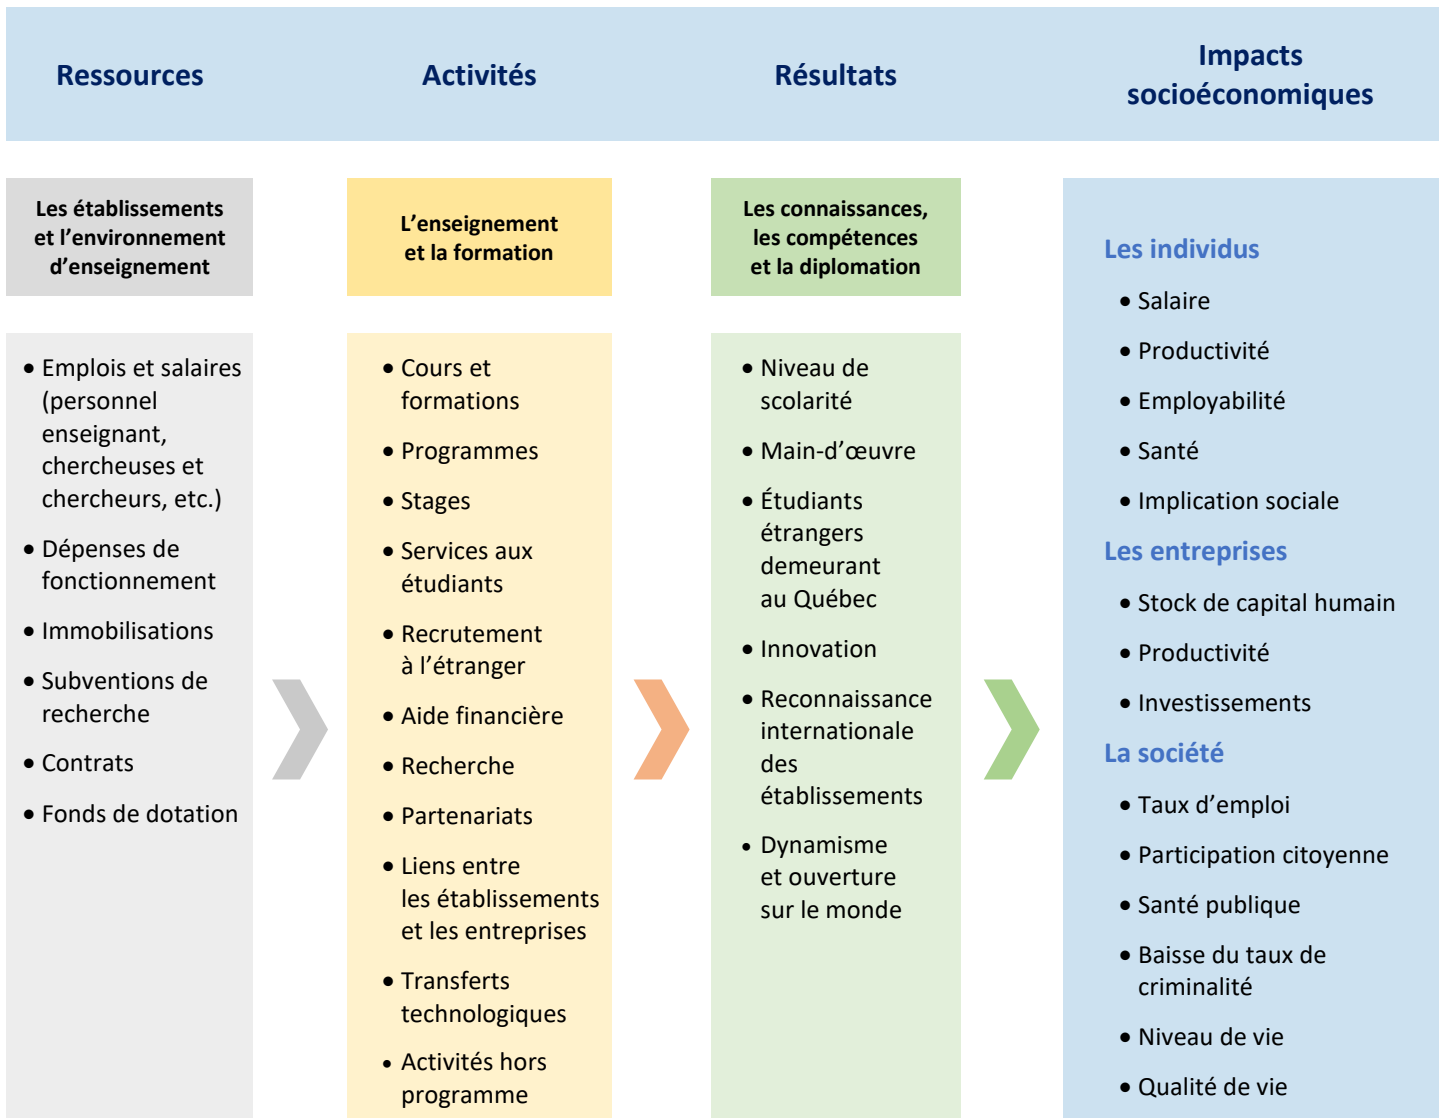 Ressources
Activités
Résultats
Impacts
socioéconomiques
Les établissements
et l’environnement
d’enseignement
• Emplois et salaires
(personnel
enseignant,
chercheuses et
chercheurs, etc.)
• Dépenses de
fonctionnement
• Immobilisations
• Subventions de
recherche
• Contrats
• Fonds de dotation
L’enseignement
et la formation
• Cours et
formations
• Programmes
• Stages
• Services aux
étudiants
• Recrutement
à l’étranger
• Aide financière
• Recherche
• Partenariats
• Liens entre
les établissements
et les entreprises
• Transferts
technologiques
• Activités hors
programme
Les connaissances,
les compétences
et la diplomation
• Niveau de
scolarité
• Main-d’œuvre
• Étudiants
étrangers
demeurant
au Québec
• Innovation
• Reconnaissance
internationale
des
établissements
• Dynamisme
et ouverture
sur le monde
Les individus
• Salaire
• Productivité
• Employabilité
• Santé
• Implication sociale
Les entreprises
• Stock de capital humain
• Productivité
• Investissements
La société
• Taux d’emploi
• Participation citoyenne
• Santé publique
• Baisse du taux de
criminalité
• Niveau de vie
• Qualité de vie